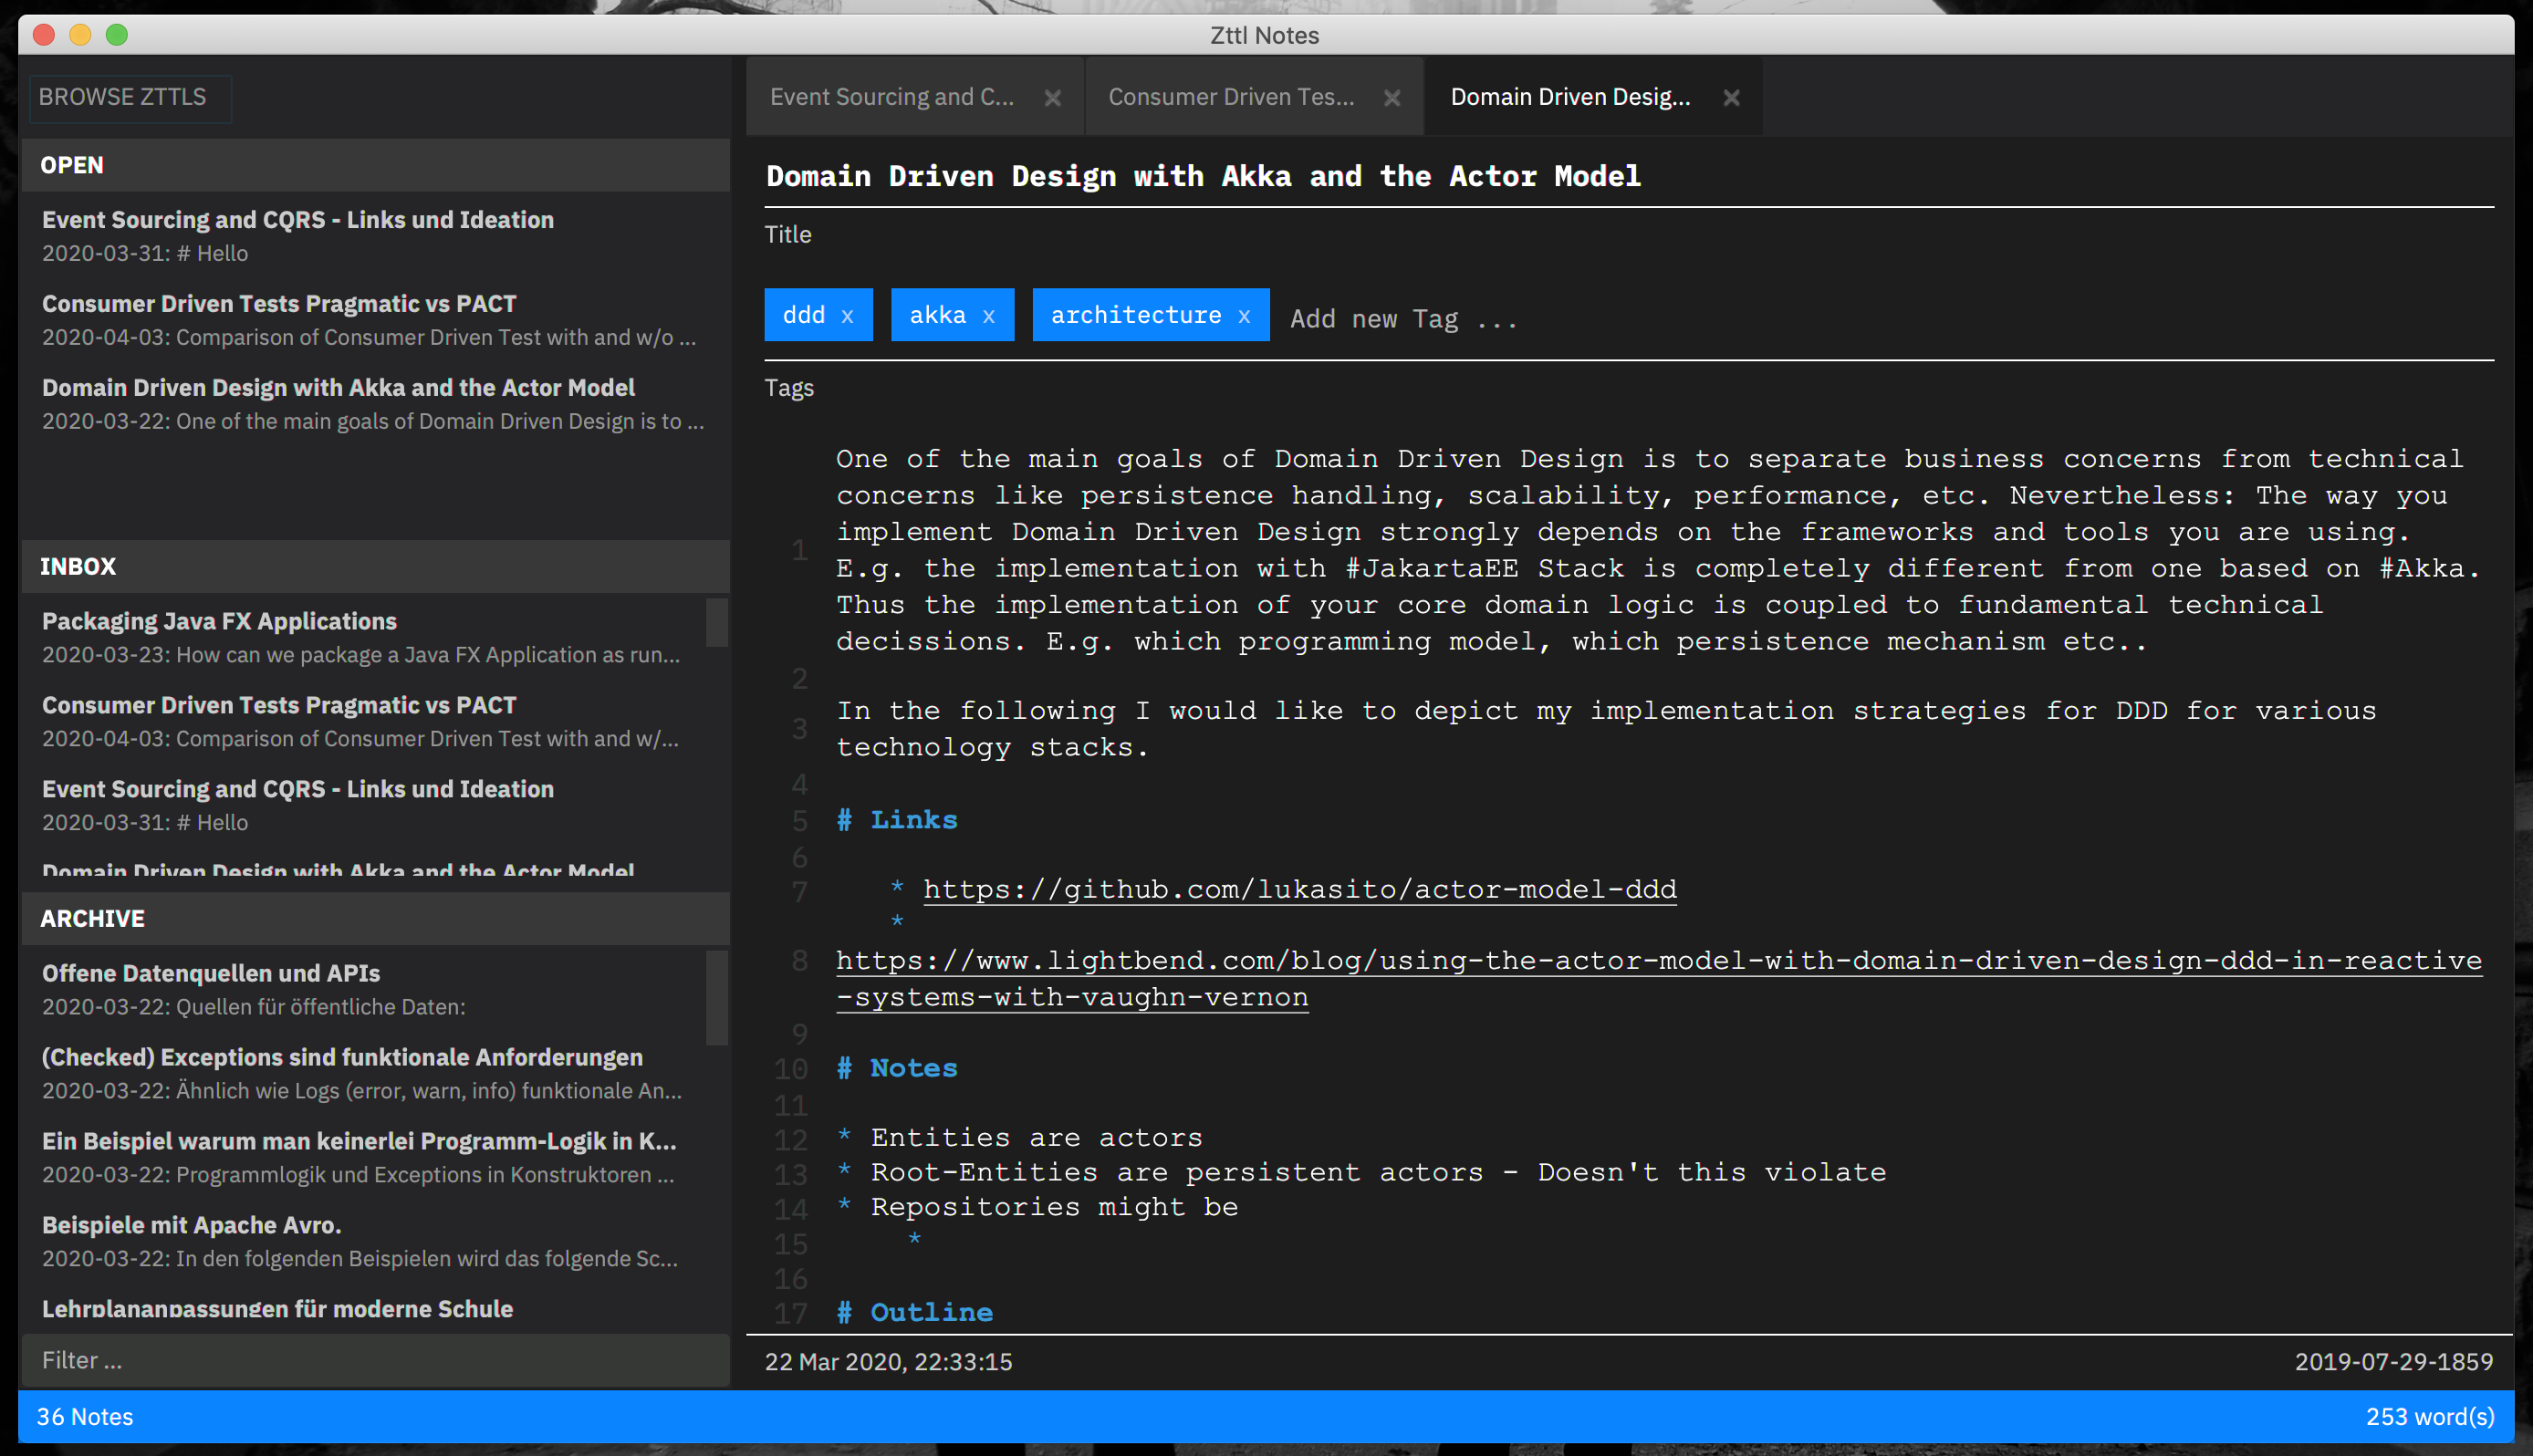 Zttl Notes
BROWSE ZTTLS
OPEN
Event Sourcing and CQRS - Links und Ideation
2020-03-31: # Hello
Consumer Driven Tests Pragmatic vs PACT
2020-04-03: Comparison of Consumer Driven Test with and w/o ...
Domain Driven Design with Akka and the Actor Model
2020-03-22: One of the main goals of Domain Driven Design is to ...
INBOX
Packaging Java FX Applications
2020-03-23: How can we package a Java FX Application as run...
Consumer Driven Tests Pragmatic vs PACT
2020-04-03: Comparison of Consumer Driven Test with and w/...
Event Sourcing and CQRS - Links und Ideation
2020-03-31: # Hello
Domain Driven Design with Akka and the Actor Model
ARCHIVE
Offene Datenquellen und APIs
2020-03-22: Quellen für öffentliche Daten:
(Checked) Exceptions sind funktionale Anforderungen
2020-03-22: Ähnlich wie Logs (error, warn, info) funktionale An...
Ein Beispiel warum man keinerlei Programm-Logik in K...
2020-03-22: Programmlogik und Exceptions in Konstruktoren ...
Beispiele mit Apache Avro.
2020-03-22: In den folgenden Beispielen wird das folgende Sc...
Lehrplananpassungen für moderne Schule
Filter ...
Event Sourcing and C... x
Consumer Driven Tes... x
Domain Driven Desig... x
Domain Driven Design with Akka and the Actor Model
Title
ddd x akka x architecture x Add new Tag ...
Tags
One of the main goals of Domain Driven Design is to separate business concerns from technical
concerns like persistence handling, scalability, performance, etc. Nevertheless: The way you
implement Domain Driven Design strongly depends on the frameworks and tools you are using.
1
E.g. the implementation with #JakartaEE Stack is completely different from one based on #Akka.
Thus the implementation of your core domain logic is coupled to fundamental technical
decissions. E.g. which programming model, which persistence mechanism etc..
2
In the following I would like to depict my implementation strategies for DDD for various
3
technology stacks.
4
5 # Links
6
7 * https://github.com/lukasito/actor-model-ddd
*
8 https://www.lightbend.com/blog/using-the-actor-model-with-domain-driven-design-ddd-in-reactive
-systems-with-vaughn-vernon
9
10 # Notes
11
12 * Entities are actors
13 * Root-Entities are persistent actors - Doesn't this violate
14 * Repositories might be
15 *
16
17 # Outline
22 Mar 2020, 22:33:15 2019-07-29-1859
36 Notes 253 word(s)